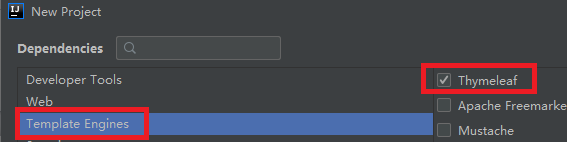 New Project
Dependencies
Developer Tools
Web
Template Engines
Thymeleaf
Apache Freemarke
Mustache